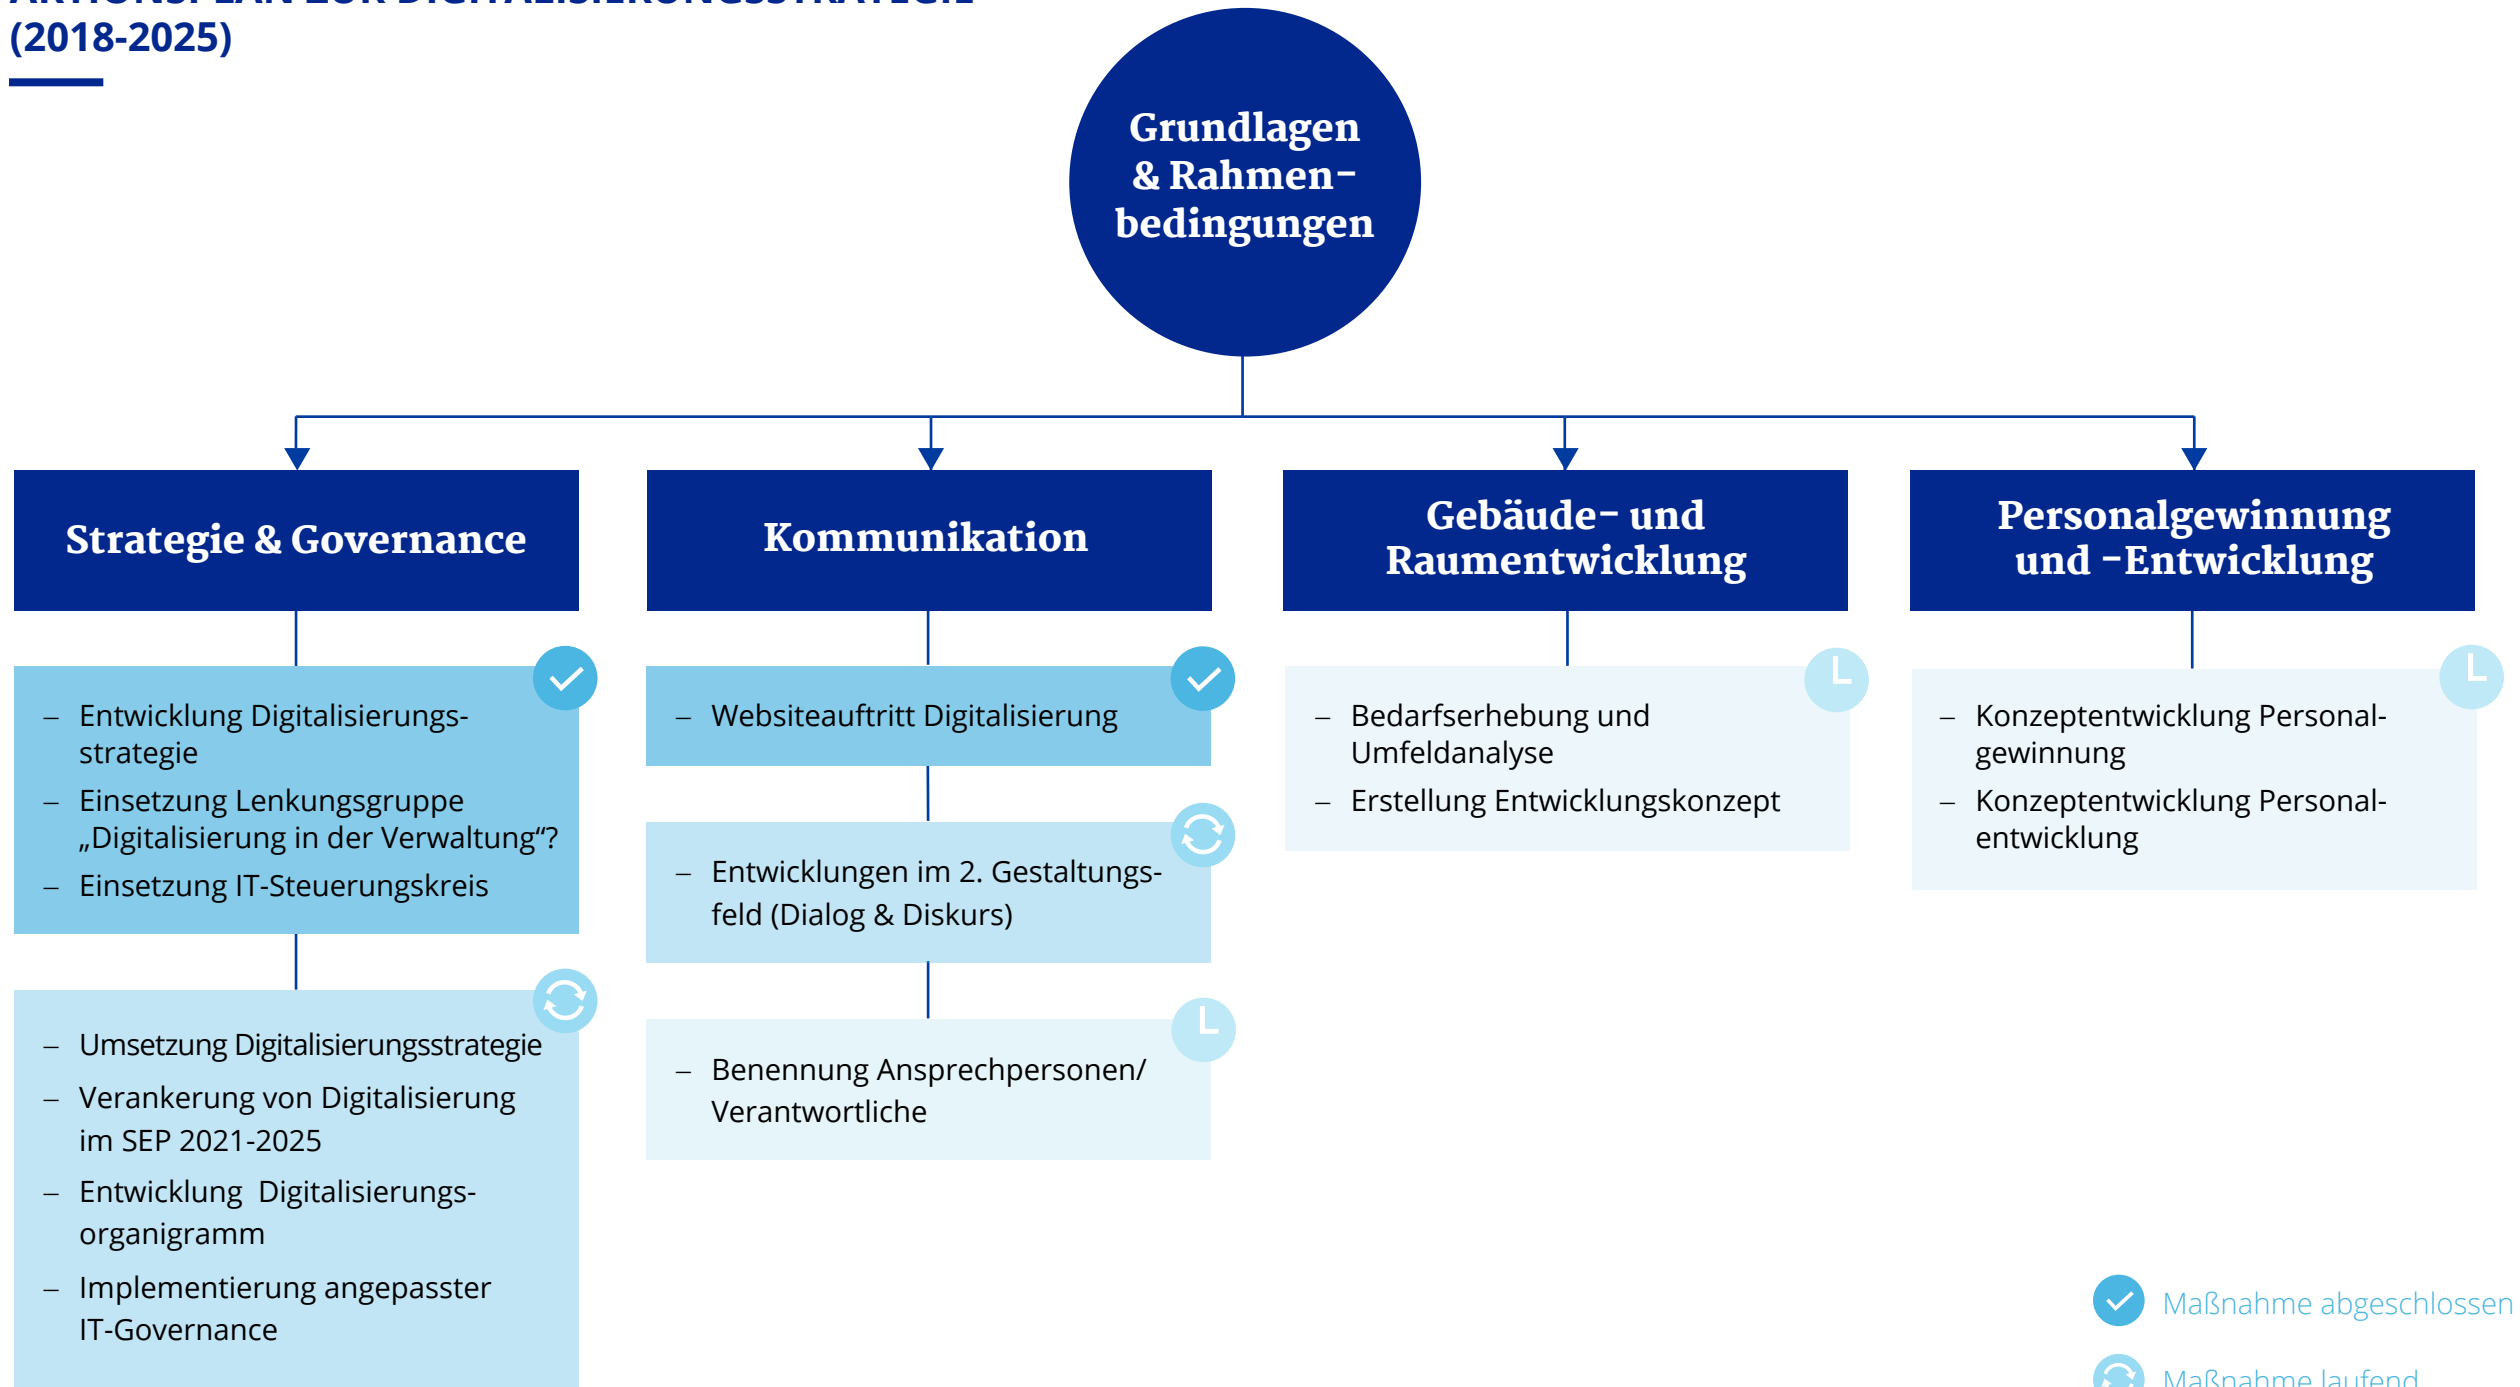 AKTIONSPLAN ZUR DIGITALISIERUNGSSTRATEGIE
(2018-2025)
Grundlagen
& Rahmen-
bedingungen
Strategie & Governance
– Entwicklung Digitalisierungs-
strategie
– Einsetzung Lenkungsgruppe
„Digitalisierung in der Verwaltung“?
– Einsetzung IT-Steuerungskreis
– Umsetzung Digitalisierungsstrategie
– Verankerung von Digitalisierung
im SEP 2021-2025
– Entwicklung Digitalisierungs-
organigramm
– Implementierung angepasster
IT-Governance
Kommunikation
– Websiteauftritt Digitalisierung
– Entwicklungen im 2. Gestaltungs-
feld (Dialog & Diskurs)
– Benennung Ansprechpersonen/
Verantwortliche
Gebäude- und
Raumentwicklung
– Bedarfserhebung und
Umfeldanalyse
– Erstellung Entwicklungskonzept
Personalgewinnung
und -Entwicklung
– Konzeptentwicklung Personal-
gewinnung
– Konzeptentwicklung Personal-
entwicklung
Maßnahme abgeschlossen
Maßnahme laufend